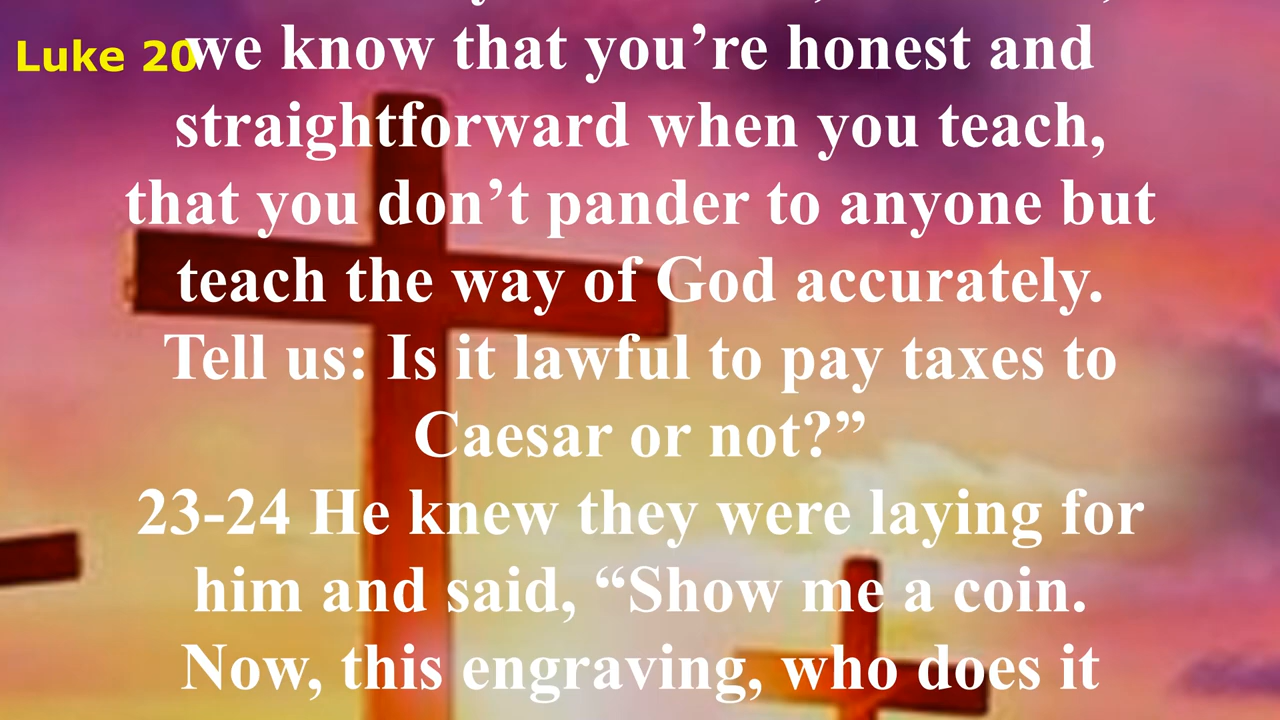 Luke 20
we know that you’re honest and
straightforward when you teach,
that you don’t pander to anyone but
teach the way of God accurately.
Tell us: Is it lawful to pay taxes to
Caesar or not?”
23-24 He knew they were laying for
him and said, “Show me a coin.
Now, this engraving, who does it